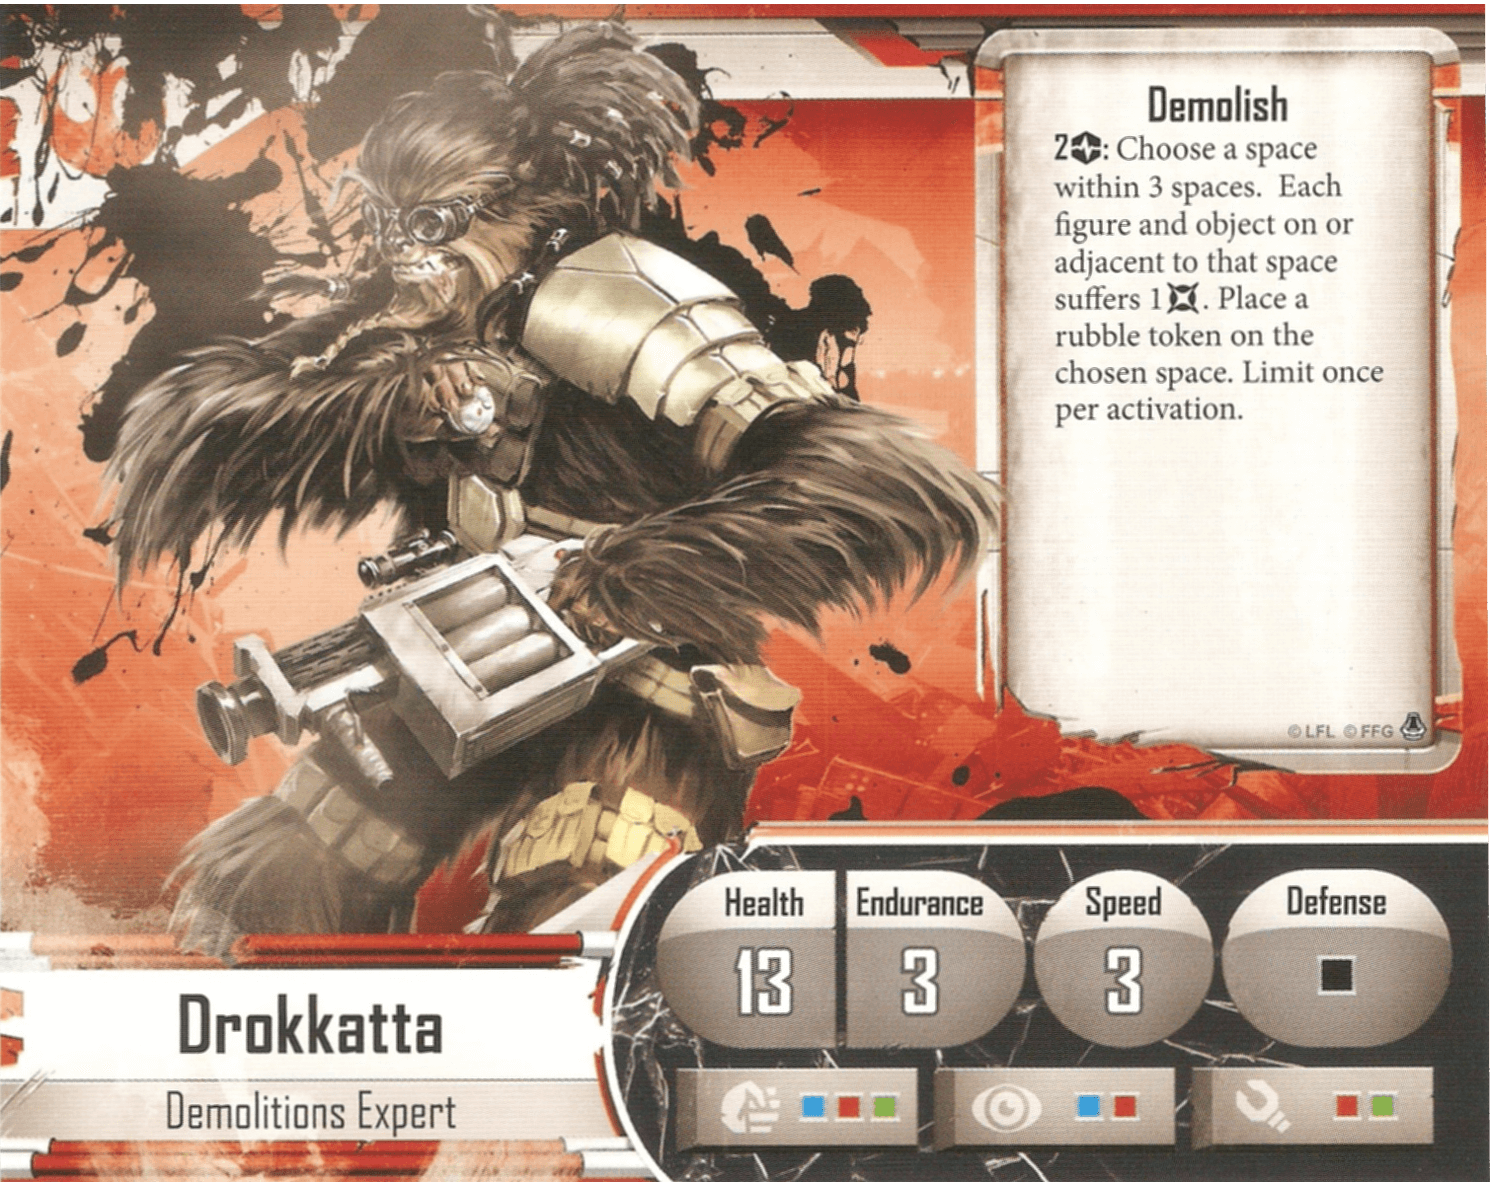 Demolish
2: Choose a space
within 3 spaces. Each
figure and object on or
adjacent to that space
suffers 1. Place a
rubble token on the
chosen space. Limit once
per activation.
© LFL © FFG
Health
Endurance
Speed
Defense
13
3
3
Drokkatta
Demolitions Expert